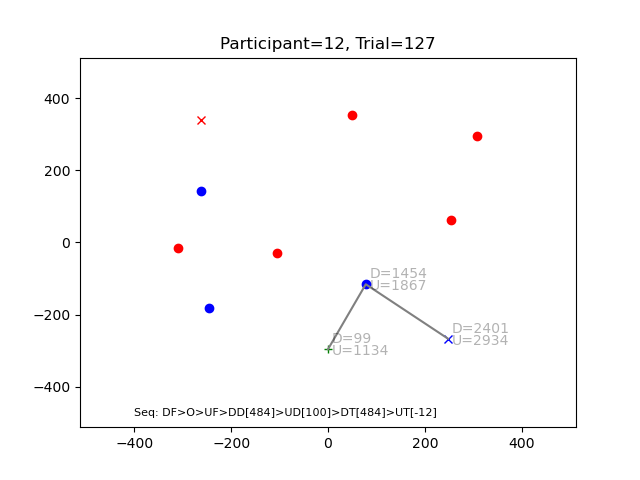 Participant=12, Trial=127
400
200
0
−200
−400
D=1454
U=1867
D=2401
U=2934
D=99
U=1134
Seq: DF>O>UF>DD[484]>UD[100]>DT[484]>UT[-12]
−400
−200
0
200
400